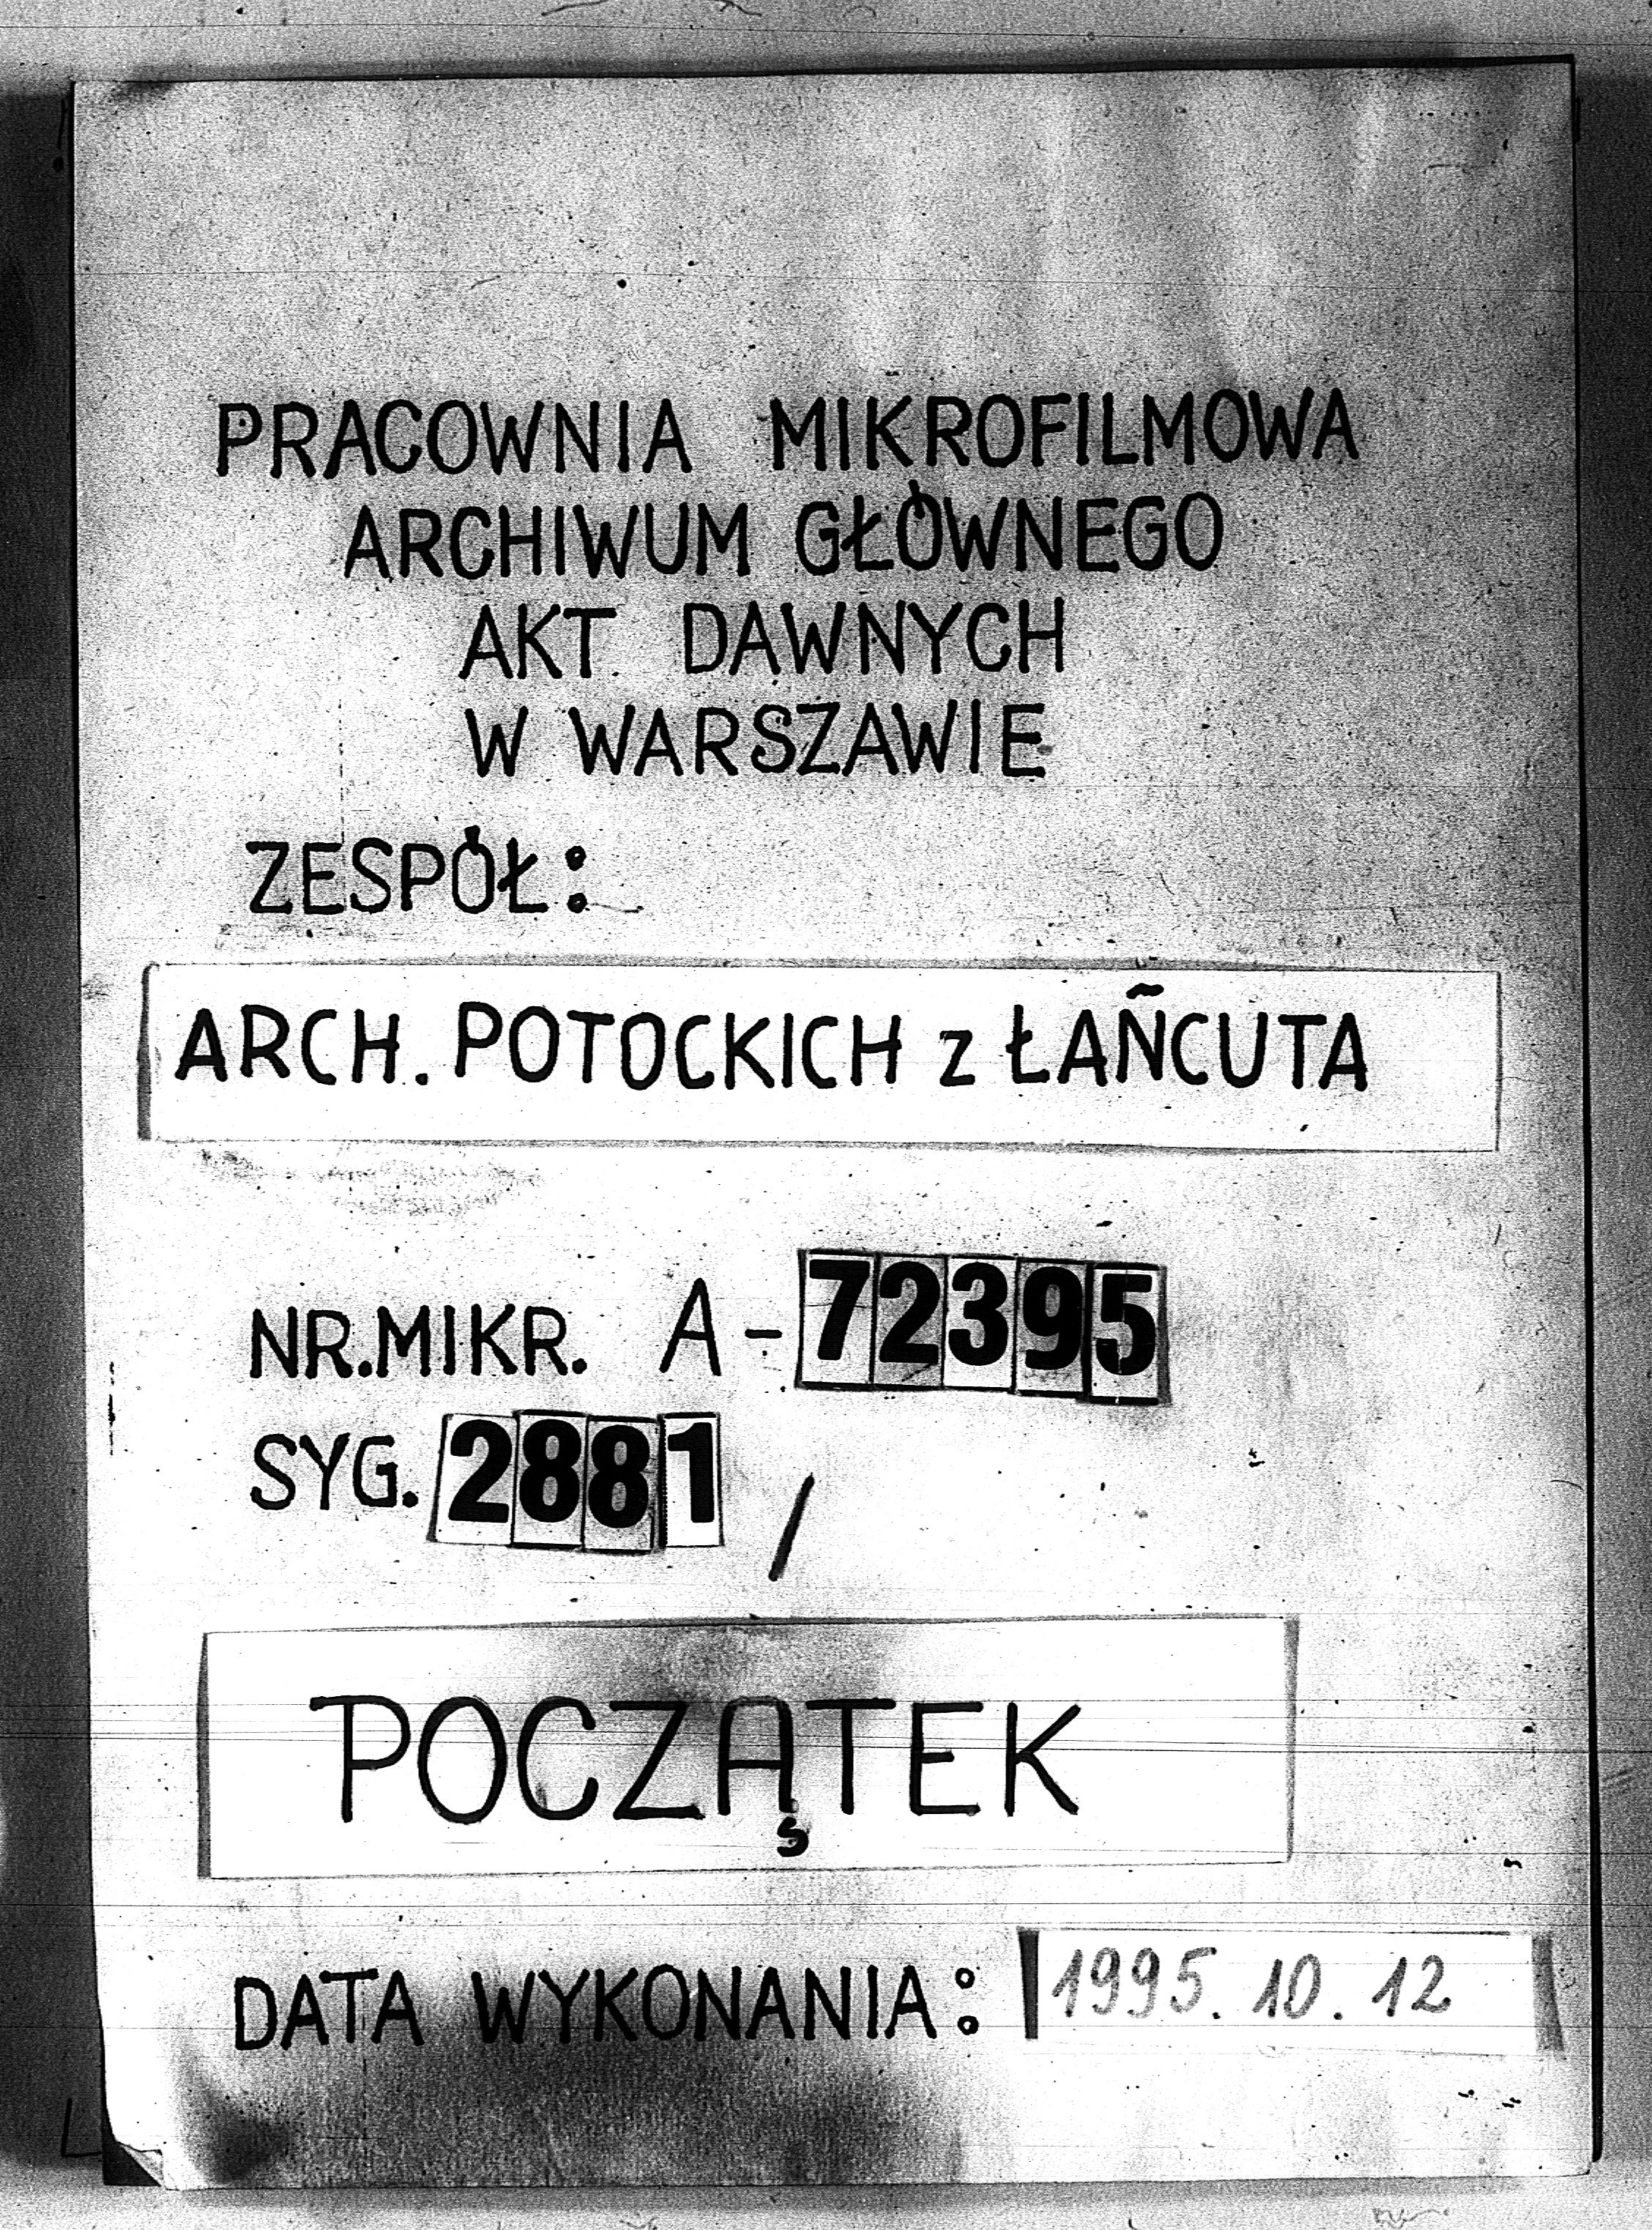 PRACOWNIA MIKROFILMOWA
ARCHIWUM GŁÓWNEGO
AKT DAWNYCH
W WARSZAWIE
ZESPÓŁ:
ARCH. POTOCKICH z ŁAŃCUTA
NR.MIKR. A-72395
SYG. 2881 /
POCZĄTEK
DATA WYKONANIA: 1995.10.12